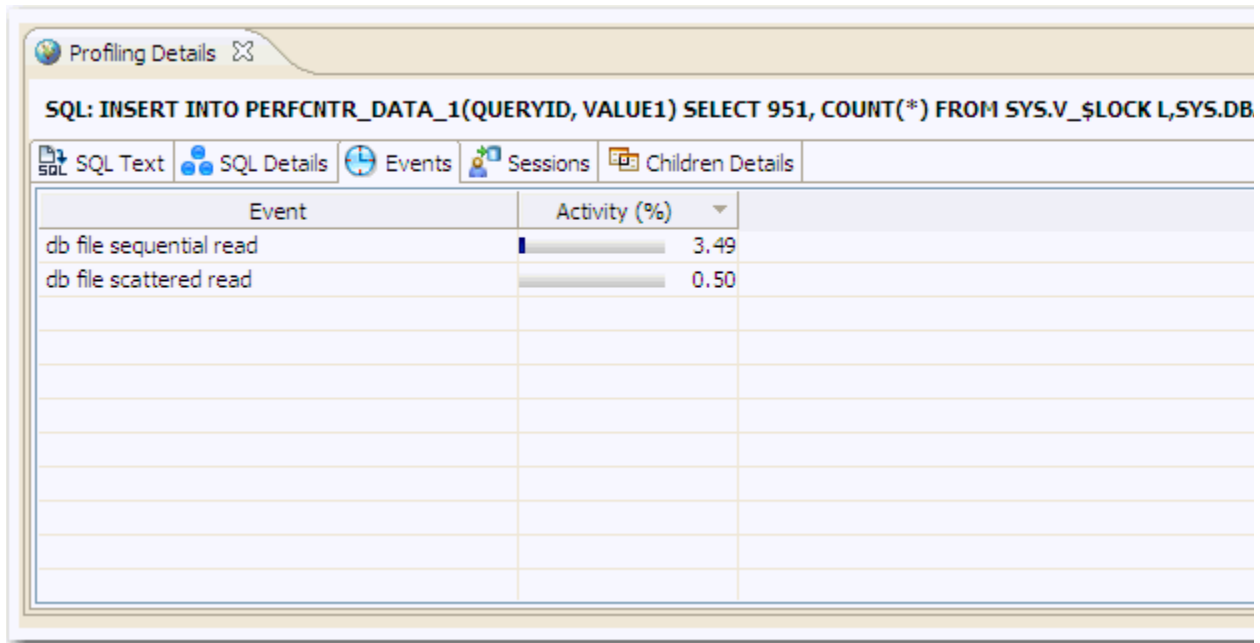 Profiling Details
SQL: INSERT INTO PERFCNTR_DATA_1(QUERYID, VALUE1) SELECT 951, COUNT(*) FROM SYS.V_$LOCK L,SYS.DB
SQL Text SQL Details Events Sessions Children Details
Event Activity (%)
db file sequential read 3.49
db file scattered read 0.50